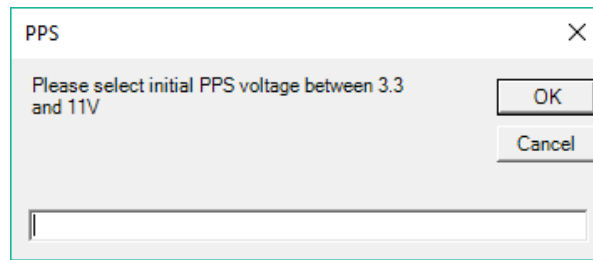 PPS
Please select initial PPS voltage between 3.3
and 11V
OK
Cancel